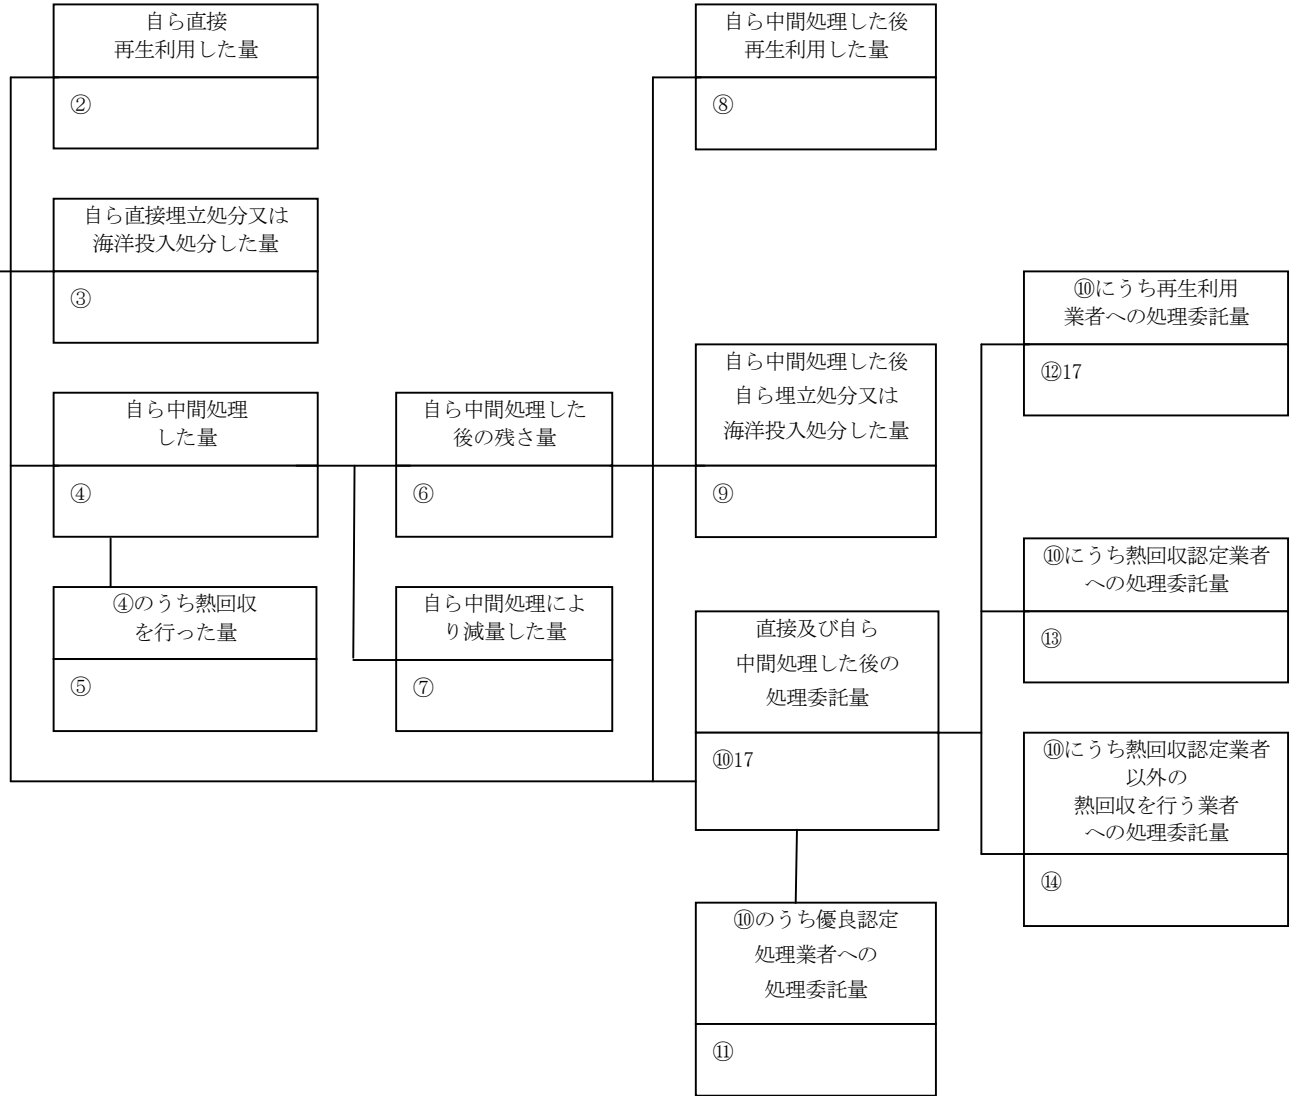 自ら直接
再生利用した量
②
自ら直接埋立処分又は
海洋投入処分した量
③
自ら中間処理
した量
④
④のうち熱回収
を行った量
⑤
自ら中間処理した
後の残さ量
⑥
自ら中間処理によ
り減量した量
⑦
自ら中間処理した後
再生利用した量
⑧
自ら中間処理した後
自ら埋立処分又は
海洋投入処分した量
⑨
直接及び自ら
中間処理した後の
処理委託量
⑩17
⑩のうち優良認定
処理業者への
処理委託量
⑪
⑩にうち再生利用
業者への処理委託量
⑫17
⑩にうち熱回収認定業者
への処理委託量
⑬
⑩にうち熱回収認定業者
以外の
熱回収を行う業者
への処理委託量
⑭